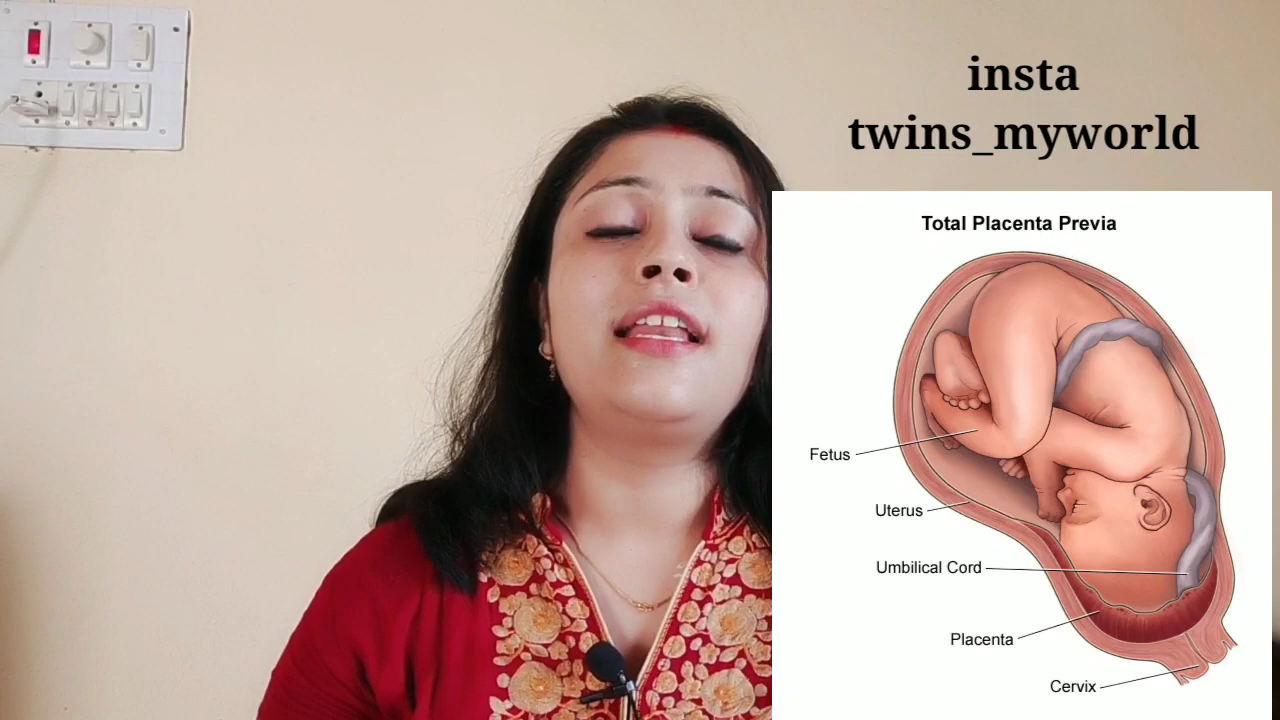 insta
twins_myworld
Total Placenta Previa
Fetus
Uterus
Umbilical Cord
Placenta
Cervix